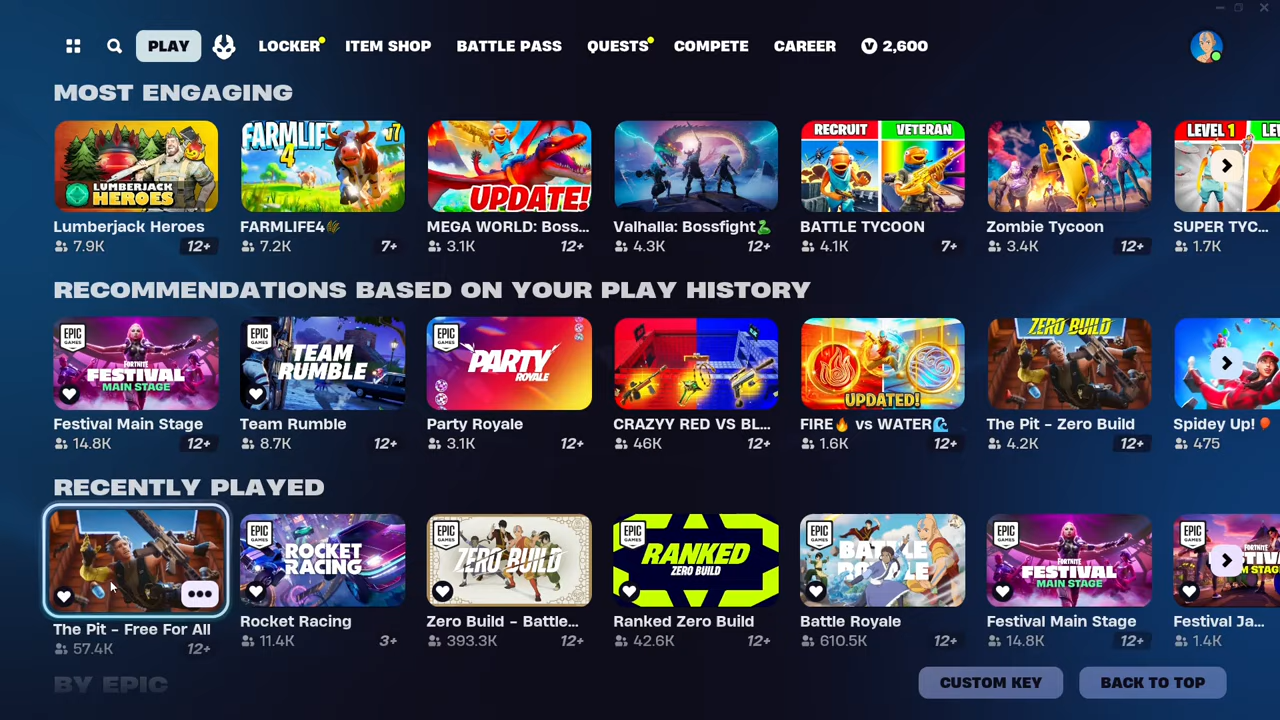 PLAY
LOCKER
ITEM SHOP
BATTLE PASS
QUESTS
COMPETE
CAREER
V 2,600
MOST ENGAGING
LUMBERJACK
HEROES
FARMLIFE
4
v7
UPDATE!
RECRUIT
VETERAN
LEVEL 1
Lumberjack Heroes
FARMLIFE4🌾
MEGA WORLD: Boss...
Valhalla: Bossfight🐍
BATTLE TYCOON
Zombie Tycoon
SUPER TYC...
7.9K 12+
7.2K 7+
3.1K 12+
4.3K 12+
4.1K 7+
3.4K 12+
1.7K
RECOMMENDATIONS BASED ON YOUR PLAY HISTORY
EPIC
GAMES
FORTNITE
FESTIVAL
MAIN STAGE
EPIC
GAMES
TEAM
RUMBLE
EPIC
GAMES
PARTY
ROYALE
UPDATED!
ZERO BUILD
Festival Main Stage
Team Rumble
Party Royale
CRAZYY RED VS BL...
FIRE🔥 vs WATER🌊
The Pit - Zero Build
Spidey Up!🎈
14.8K 12+
8.7K 12+
3.1K 12+
46K 12+
1.6K 12+
4.2K 12+
475
RECENTLY PLAYED
EPIC
GAMES
ROCKET
RACING
EPIC
GAMES
ZERO BUILD
EPIC
GAMES
RANKED
ZERO BUILD
EPIC
GAMES
BATTLE
ROYALE
EPIC
GAMES
FORTNITE
FESTIVAL
MAIN STAGE
EPIC
GAMES
The Pit - Free For All
Rocket Racing
Zero Build - Battle...
Ranked Zero Build
Battle Royale
Festival Main Stage
Festival Ja...
57.4K 12+
11.4K 3+
393.3K 12+
42.6K 12+
610.5K 12+
14.8K 12+
1.4K
BY EPIC
CUSTOM KEY
BACK TO TOP